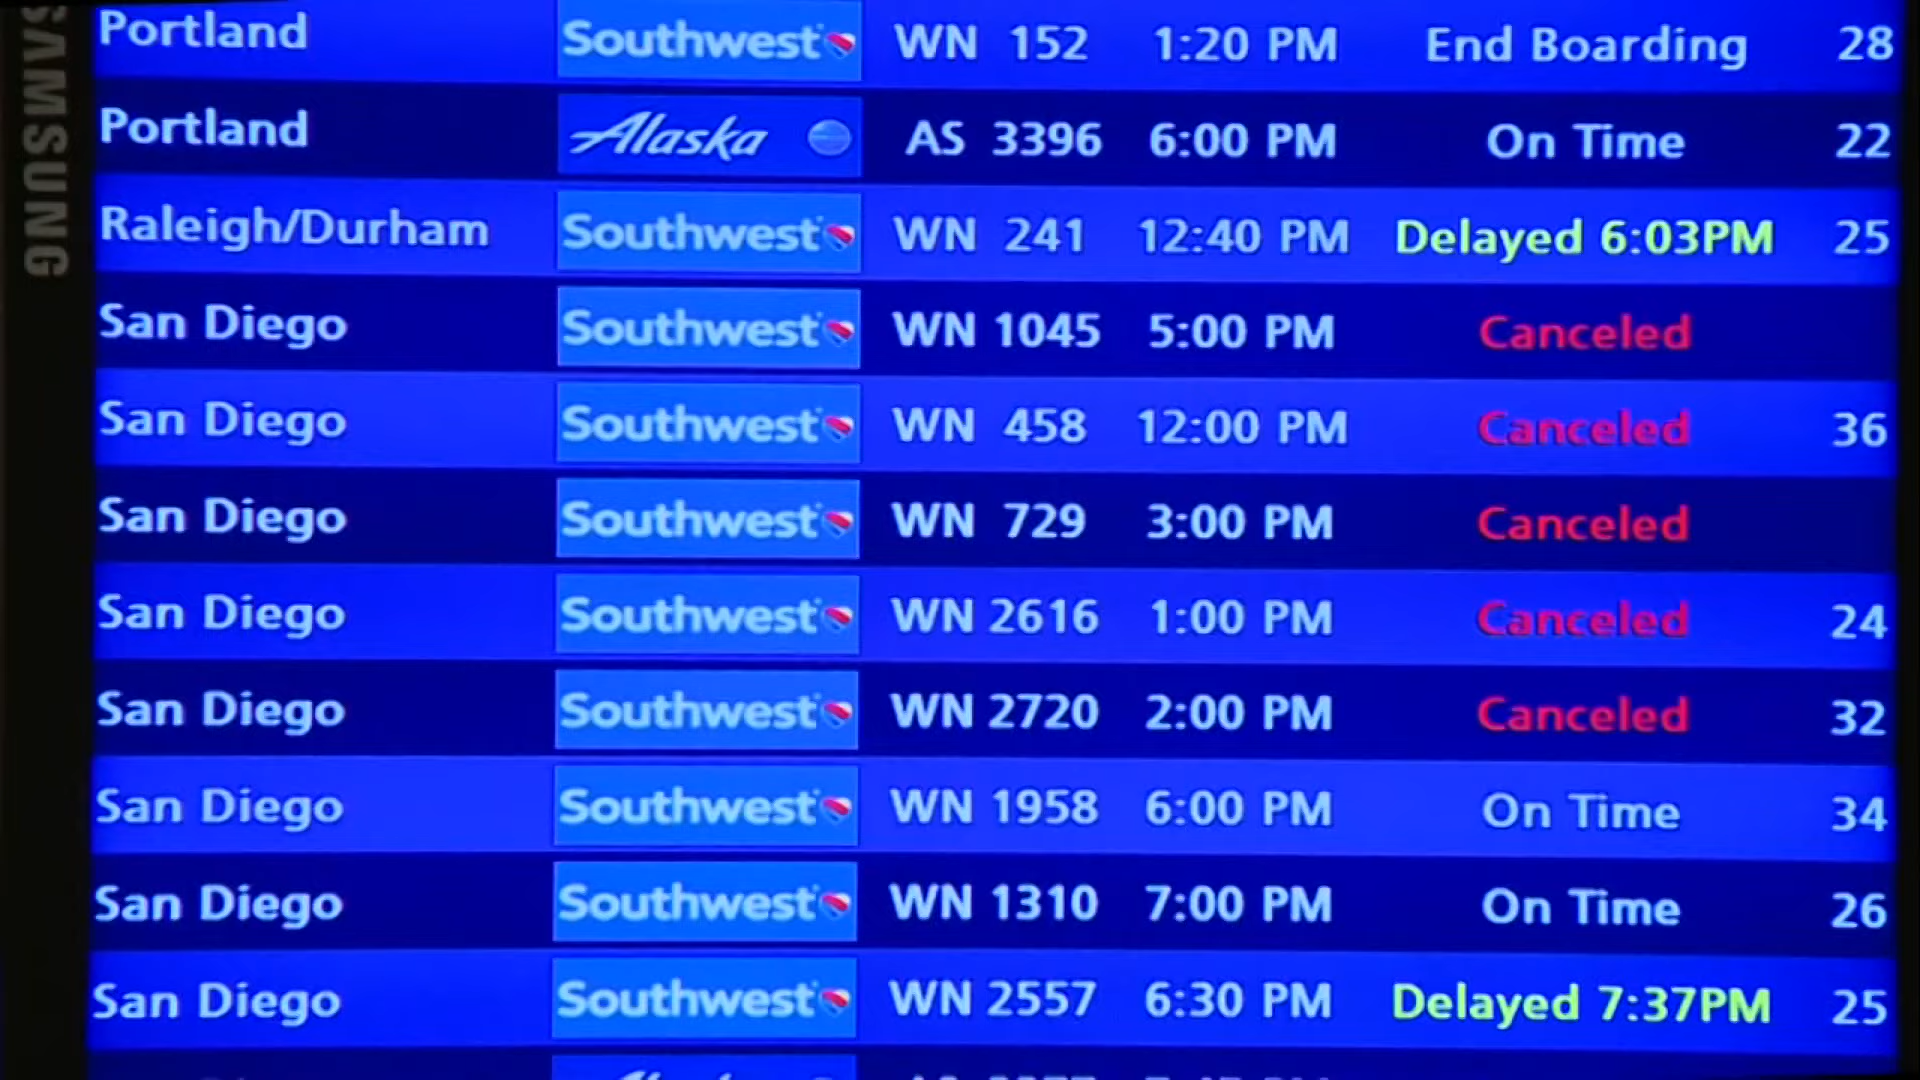 SAMSUNG
Portland Southwest WN 152 1:20 PM End Boarding 28
Portland Alaska AS 3396 6:00 PM On Time 22
Raleigh/Durham Southwest WN 241 12:40 PM Delayed 6:03PM 25
San Diego Southwest WN 1045 5:00 PM Canceled
San Diego Southwest WN 458 12:00 PM Canceled 36
San Diego Southwest WN 729 3:00 PM Canceled
San Diego Southwest WN 2616 1:00 PM Canceled 24
San Diego Southwest WN 2720 2:00 PM Canceled 32
San Diego Southwest WN 1958 6:00 PM On Time 34
San Diego Southwest WN 1310 7:00 PM On Time 26
San Diego Southwest WN 2557 6:30 PM Delayed 7:37PM 25